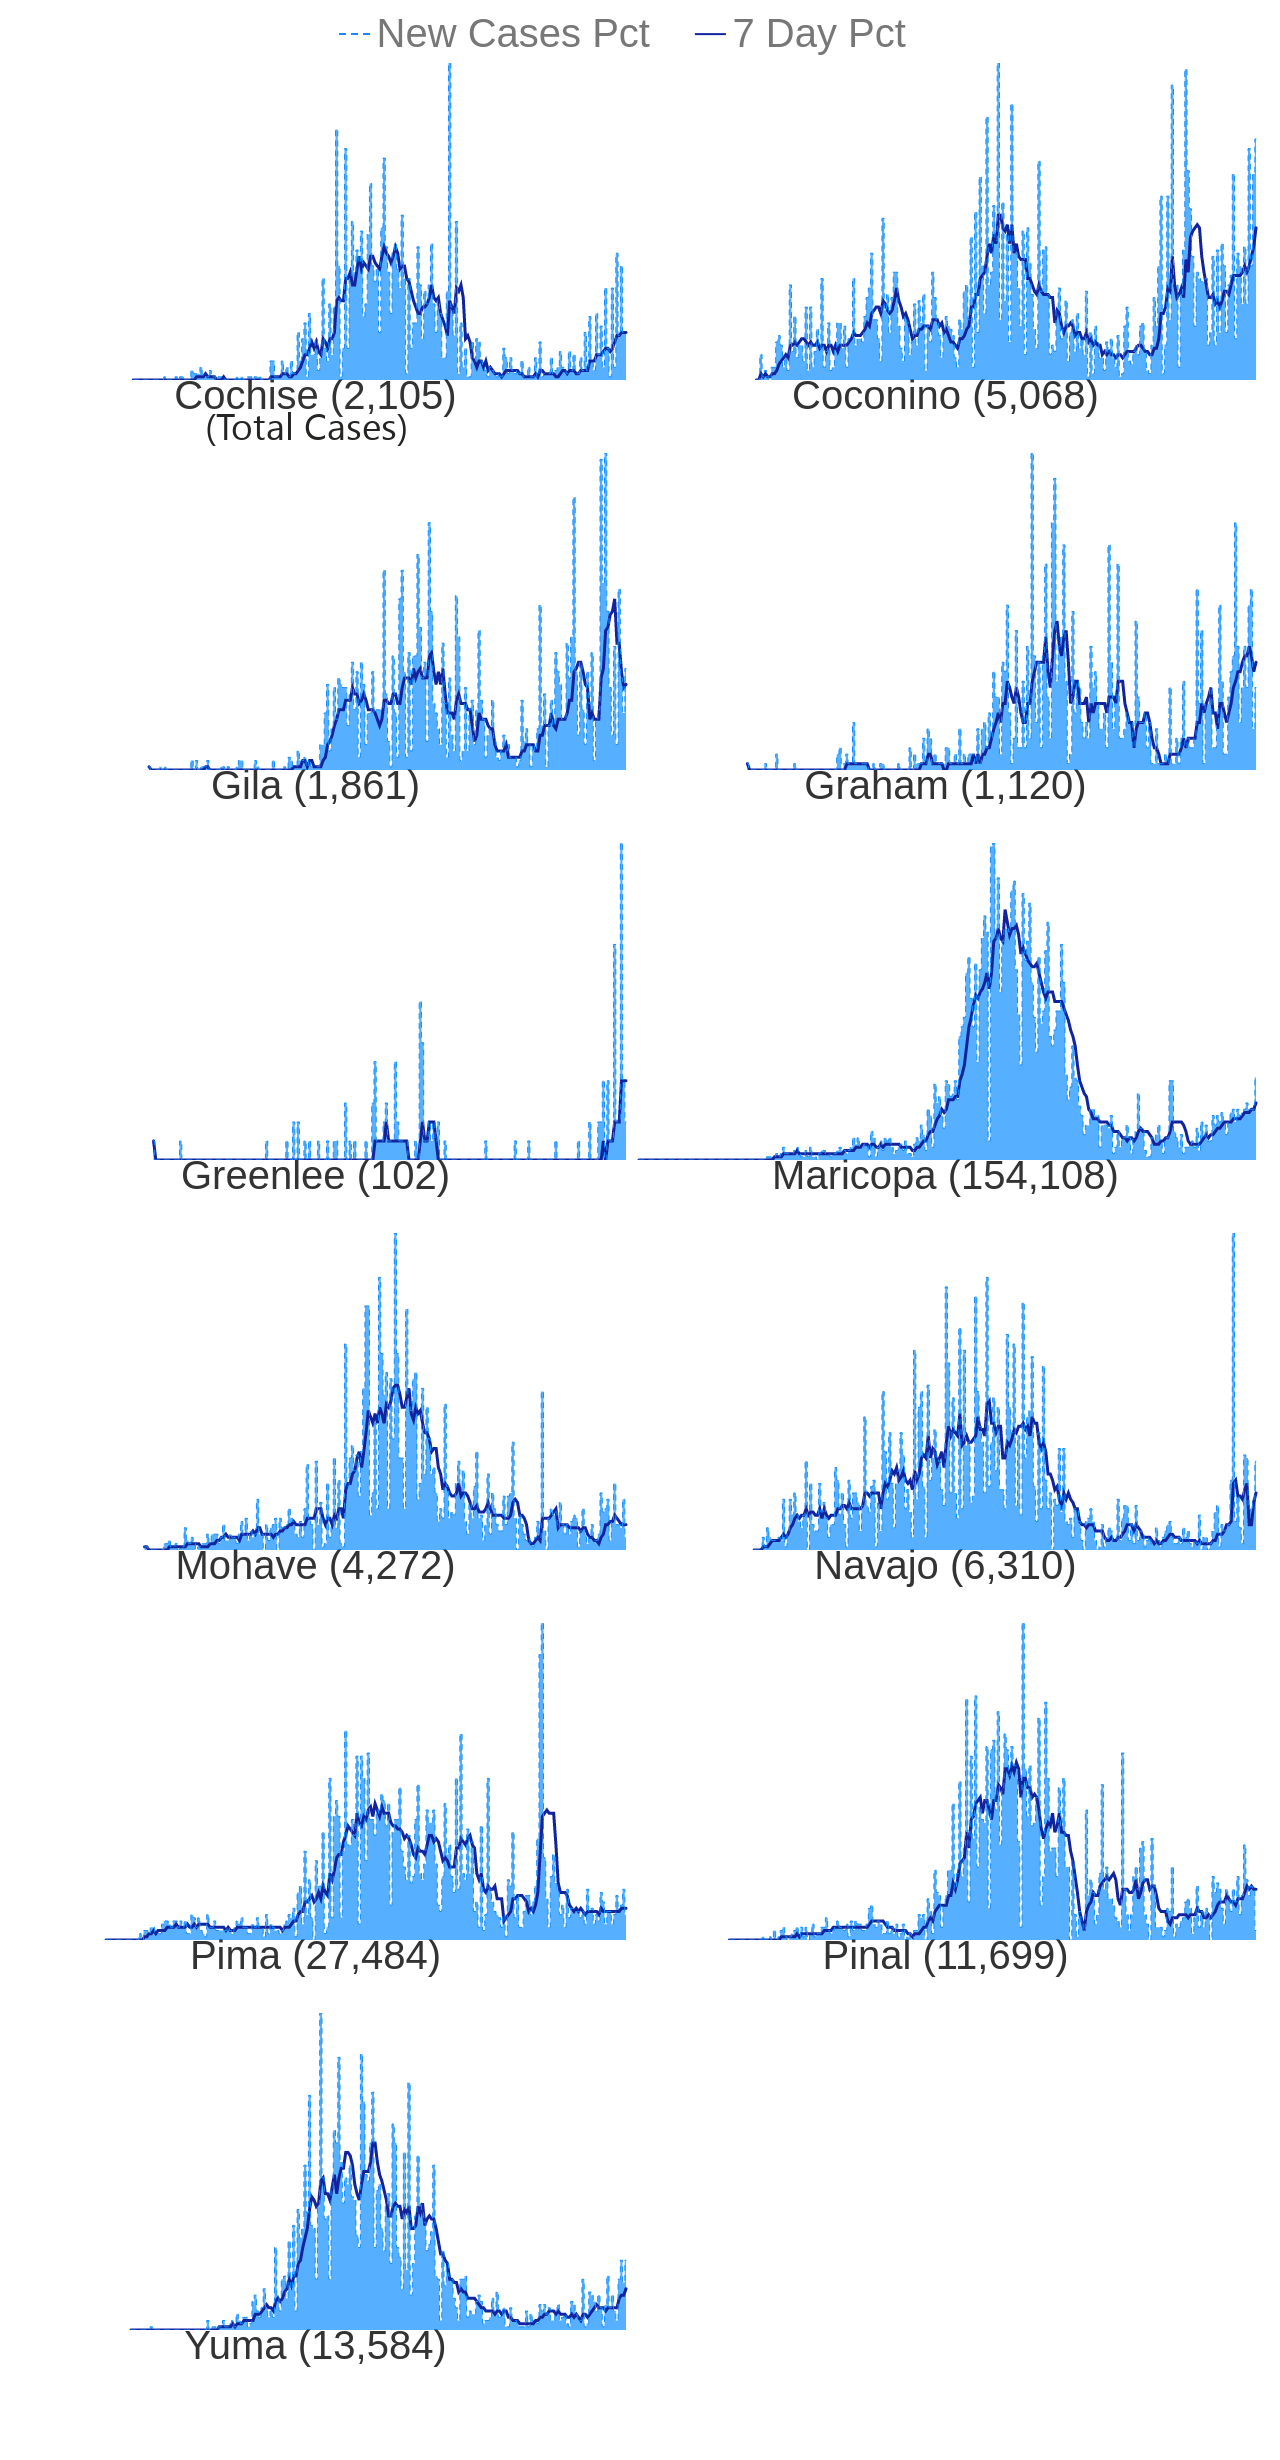 New Cases Pct 7 Day Pct
Cochise (2,105) Coconino (5,068)
(Total Cases)
Gila (1,861) Graham (1,120)
Greenlee (102) Maricopa (154,108)
Mohave (4,272) Navajo (6,310)
Pima (27,484) Pinal (11,699)
Yuma (13,584)